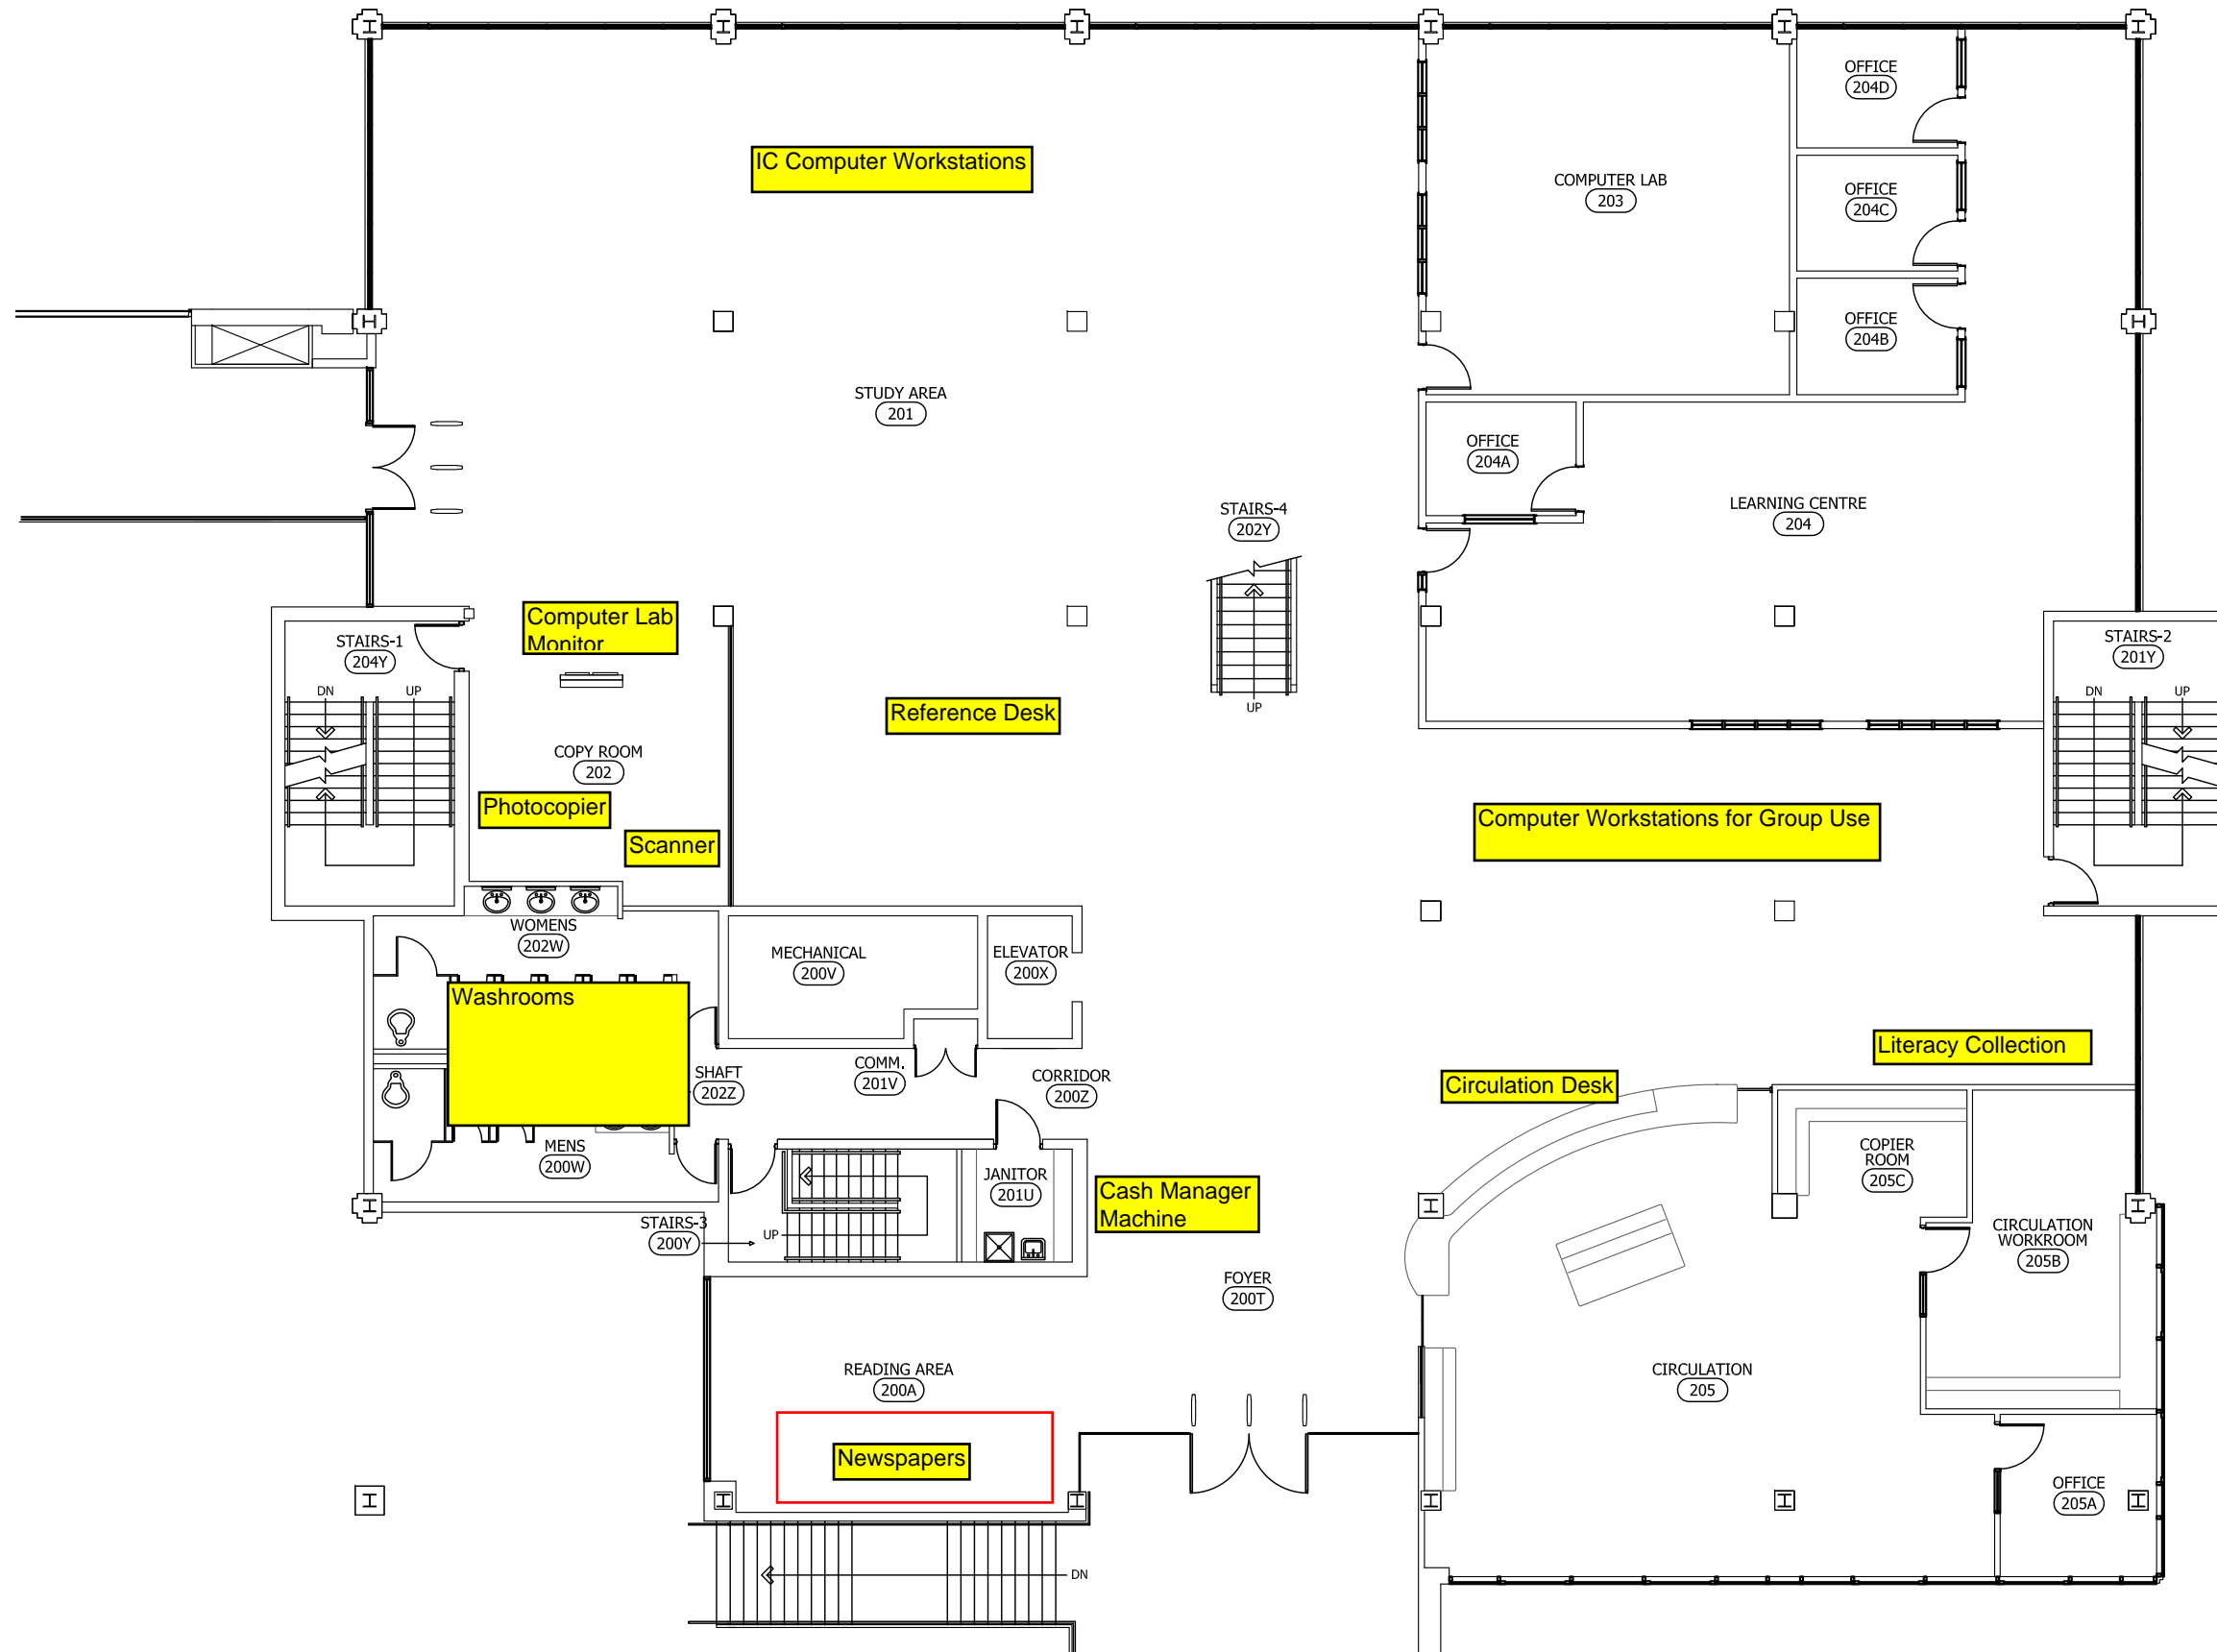 OFFICE
204D
IC Computer Workstations
COMPUTER LAB
203
OFFICE
204C
OFFICE
204B
STUDY AREA
201
OFFICE
204A
LEARNING CENTRE
204
STAIRS-4
202Y
UP
Computer Lab
Monitor
STAIRS-1
204Y
DN
UP
STAIRS-2
201Y
DN
UP
Reference Desk
COPY ROOM
202
Photocopier
Scanner
Computer Workstations for Group Use
WOMENS
202W
MECHANICAL
200V
ELEVATOR
200X
Washrooms
SHAFT
202Z
COMM.
201V
CORRIDOR
200Z
Literacy Collection
Circulation Desk
MENS
200W
JANITOR
201U
Cash Manager
Machine
COPIER
ROOM
205C
STAIRS-3
200Y
UP
CIRCULATION
WORKROOM
205B
FOYER
200T
READING AREA
200A
CIRCULATION
205
Newspapers
OFFICE
205A
DN